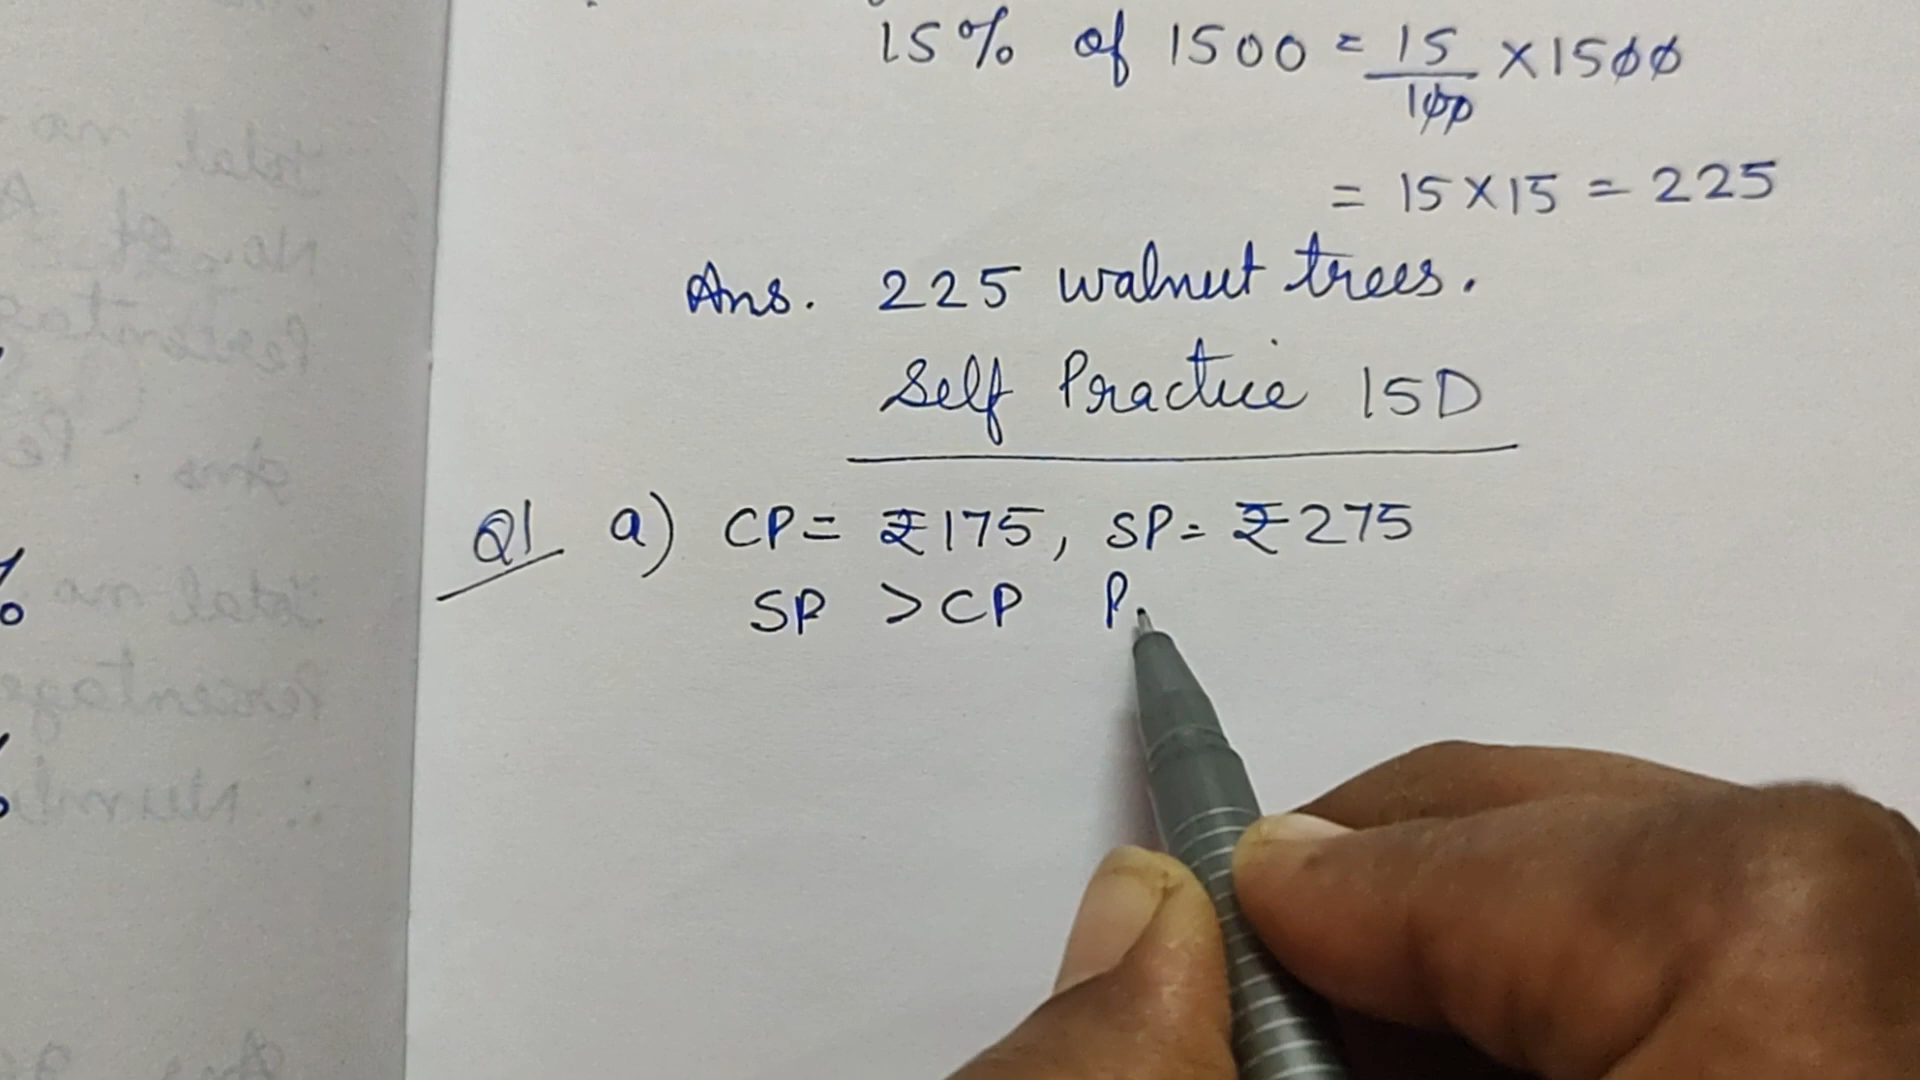 15% of 1500 = 15/100 × 1500
= 15 × 15 = 225
Ans. 225 walnut trees.
Self Practice 15D
Q1 a) CP = ₹175, SP = ₹275
SP > CP P